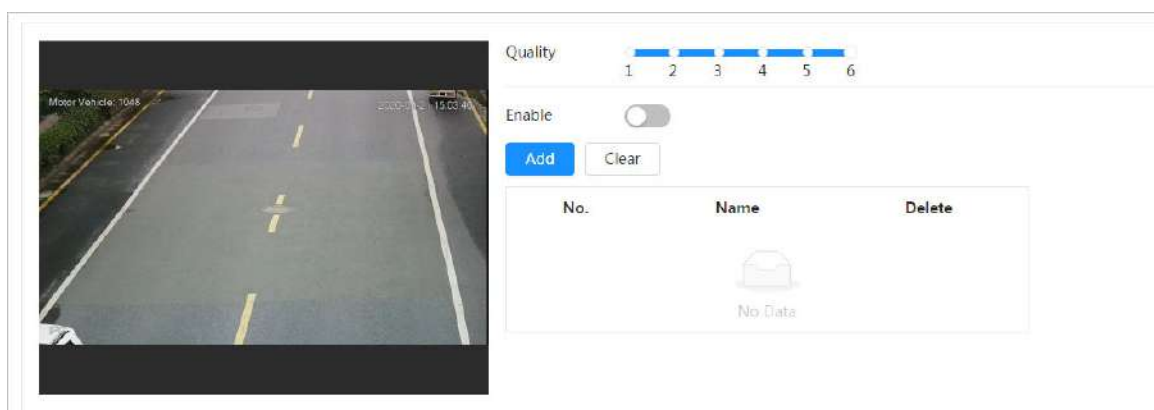 Quality
1 2 3 4 5 6
Motor Vehicle: 1048
Enable
Add Clear
No. Name Delete
No Data